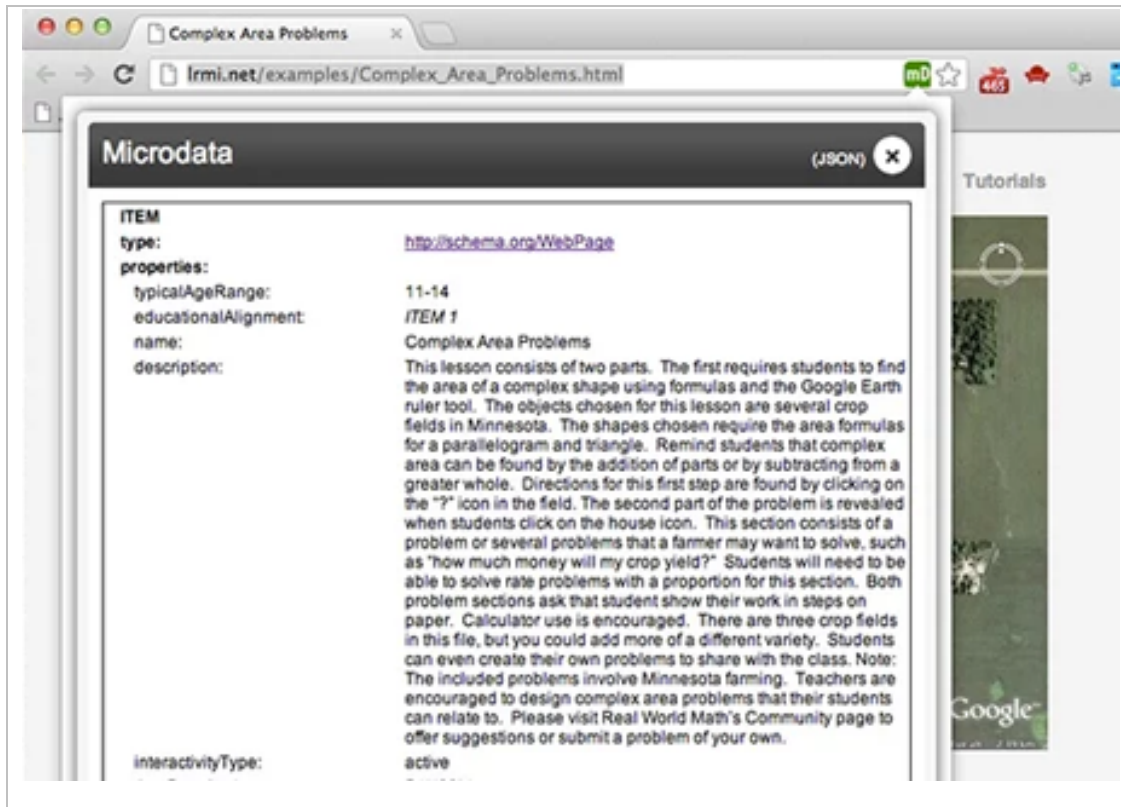 Complex Area Problems
lrmi.net/examples/Complex_Area_Problems.html
mD
465
js
Microdata
(JSON)
Tutorials
ITEM
type: http://schema.org/WebPage
properties:
typicalAgeRange: 11-14
educationalAlignment: ITEM 1
name: Complex Area Problems
description: This lesson consists of two parts. The first requires students to find
the area of a complex shape using formulas and the Google Earth
ruler tool. The objects chosen for this lesson are several crop
fields in Minnesota. The shapes chosen require the area formulas
for a parallelogram and triangle. Remind students that complex
area can be found by the addition of parts or by subtracting from a
greater whole. Directions for this first step are found by clicking on
the "?" icon in the field. The second part of the problem is revealed
when students click on the house icon. This section consists of a
problem or several problems that a farmer may want to solve, such
as "how much money will my crop yield?" Students will need to be
able to solve rate problems with a proportion for this section. Both
problem sections ask that student show their work in steps on
paper. Calculator use is encouraged. There are three crop fields
in this file, but you could add more of a different variety. Students
can even create their own problems to share with the class. Note:
The included problems involve Minnesota farming. Teachers are
encouraged to design complex area problems that their students
can relate to. Please visit Real World Math's Community page to
offer suggestions or submit a problem of your own.
interactivityType: active
Google